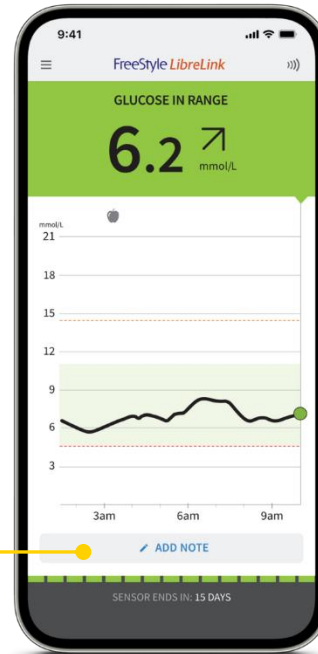 9:41
FreeStyle LibreLink
GLUCOSE IN RANGE
6.2
mmol/L
mmol/L
21
18
15
12
9
6
3
3am 6am 9am
ADD NOTE
SENSOR ENDS IN: 15 DAYS